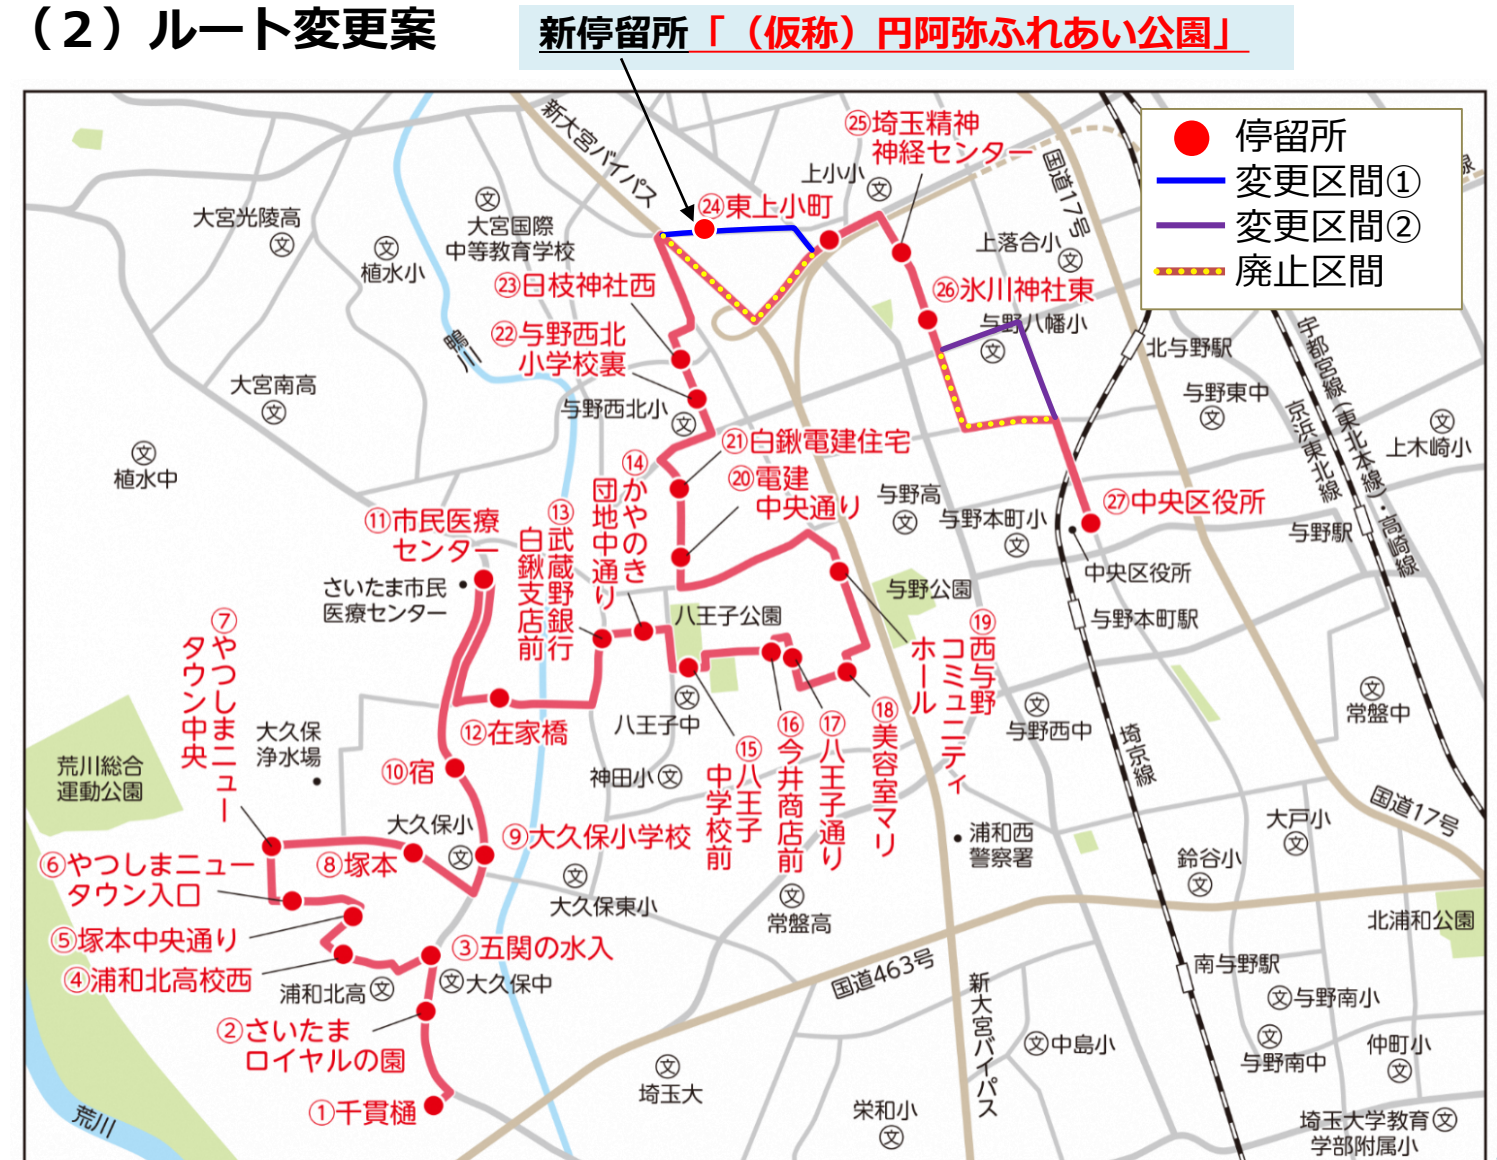 （２）ルート変更案
新停留所「（仮称）円阿弥ふれあい公園」
停留所
変更区間①
変更区間②
廃止区間
新大宮バイパス
㉕埼玉精神
神経センター
上小小
国道17号
㉔東上小町
大宮光陵高
大宮国際
中等教育学校
植水小
上落合小
㉓日枝神社西
㉖氷川神社東
㉒与野西北
小学校裏
与野八幡小
鴨川
北与野駅
宇都宮線（東北本線）・高崎線
京浜東北線
大宮南高
与野西北小
与野東中
上木崎小
植水中
㉑白鍬電建住宅
⑳電建
中央通り
⑭かやのき
団地中通り
与野高
与野本町小
㉗中央区役所
与野駅
⑪市民医療
センター
⑬武蔵野銀行
白鍬支店前
さいたま市民
医療センター
中央区役所
与野公園
与野本町駅
八王子公園
⑦やつしまニュー
タウン中央
⑲西与野
コミュニティ
ホール
⑫在家橋
八王子中
⑱美容室マリ
⑰八王子通り
⑯今井商店前
⑮八王子
中学校前
与野西中
常盤中
埼京線
大久保
浄水場
荒川総合
運動公園
⑩宿
神田小
国道17号
大久保小
⑨大久保小学校
浦和西
警察署
大戸小
鈴谷小
⑥やつしまニュー
タウン入口
⑧塚本
大久保東小
常盤高
北浦和公園
⑤塚本中央通り
③五関の水入
④浦和北高校西
浦和北高
大久保中
国道463号
新大宮バイパス
南与野駅
与野南小
②さいたま
ロイヤルの園
中島小
与野南中
仲町小
埼玉大
①千貫樋
栄和小
荒川
埼玉大学教育
学部附属小